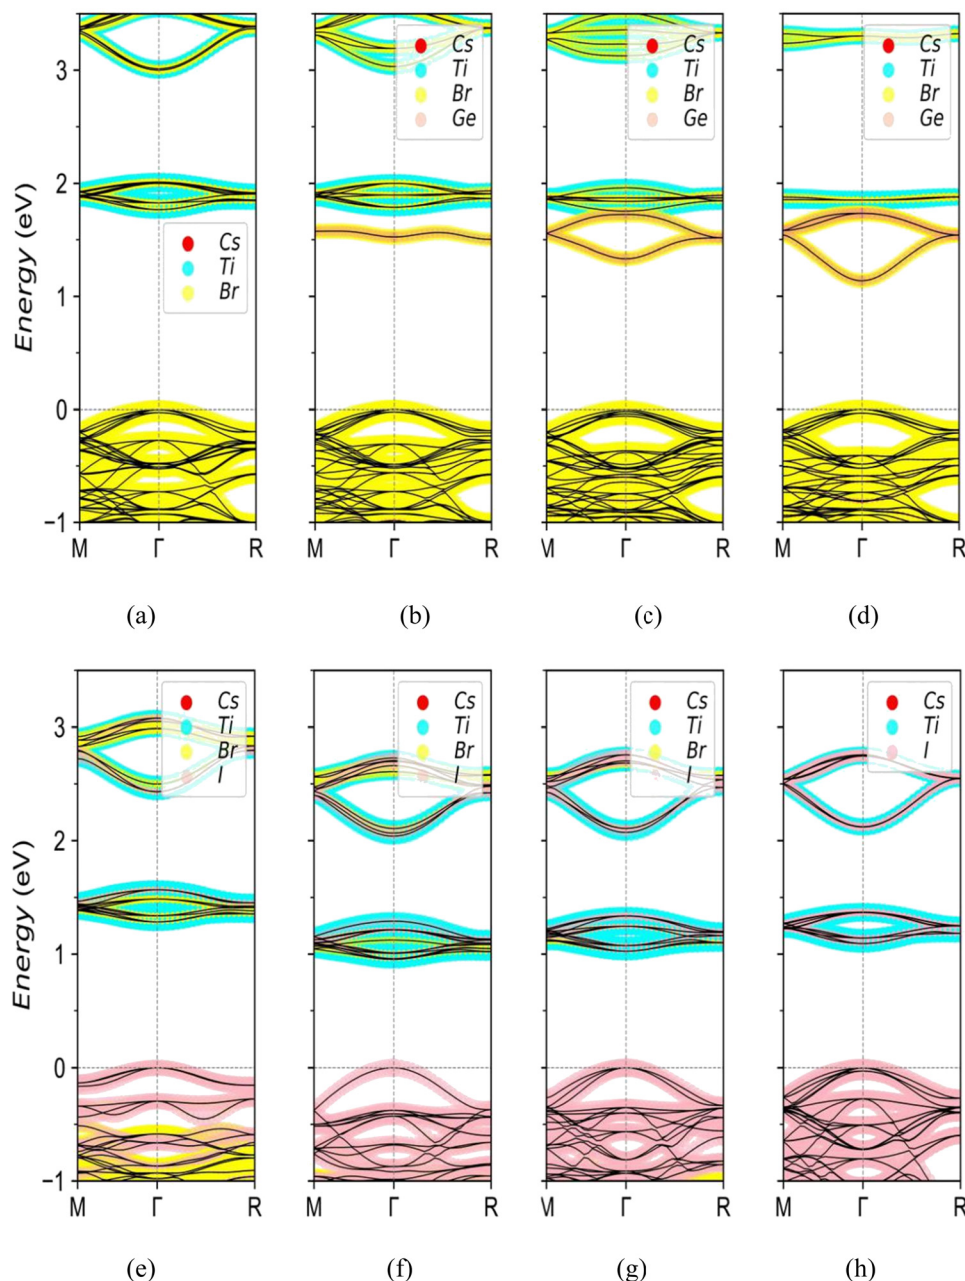 Cs
Ti
Br
Energy (eV)
3
2
1
0
−1
M Γ R
(a)
Cs
Ti
Br
Ge
M Γ R
(b)
Cs
Ti
Br
Ge
M Γ R
(c)
Cs
Ti
Br
Ge
M Γ R
(d)
Cs
Ti
Br
I
Energy (eV)
3
2
1
0
−1
M Γ R
(e)
Cs
Ti
Br
I
M Γ R
(f)
Cs
Ti
Br
I
M Γ R
(g)
Cs
Ti
I
M Γ R
(h)